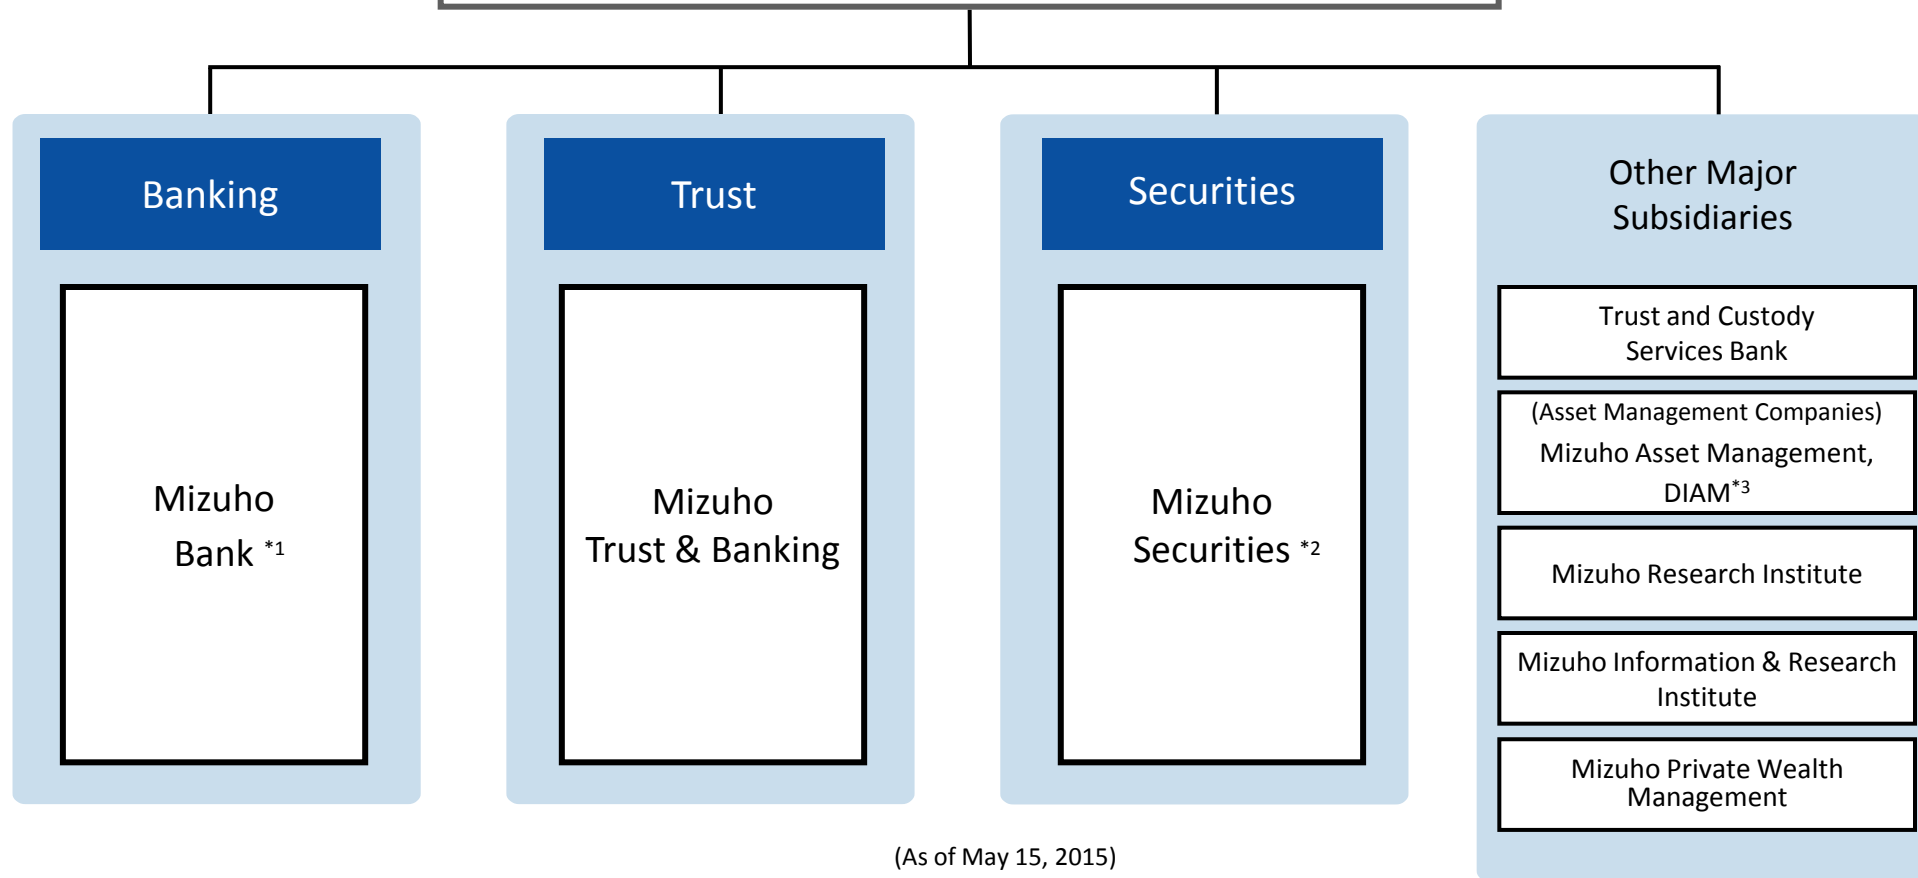 Banking
Mizuho
Bank *1
Trust
Mizuho
Trust & Banking
Securities
Mizuho
Securities *2
Other Major
Subsidiaries
Trust and Custody
Services Bank
(Asset Management Companies)
Mizuho Asset Management,
DIAM*3
Mizuho Research Institute
Mizuho Information & Research
Institute
Mizuho Private Wealth
Management
(As of May 15, 2015)